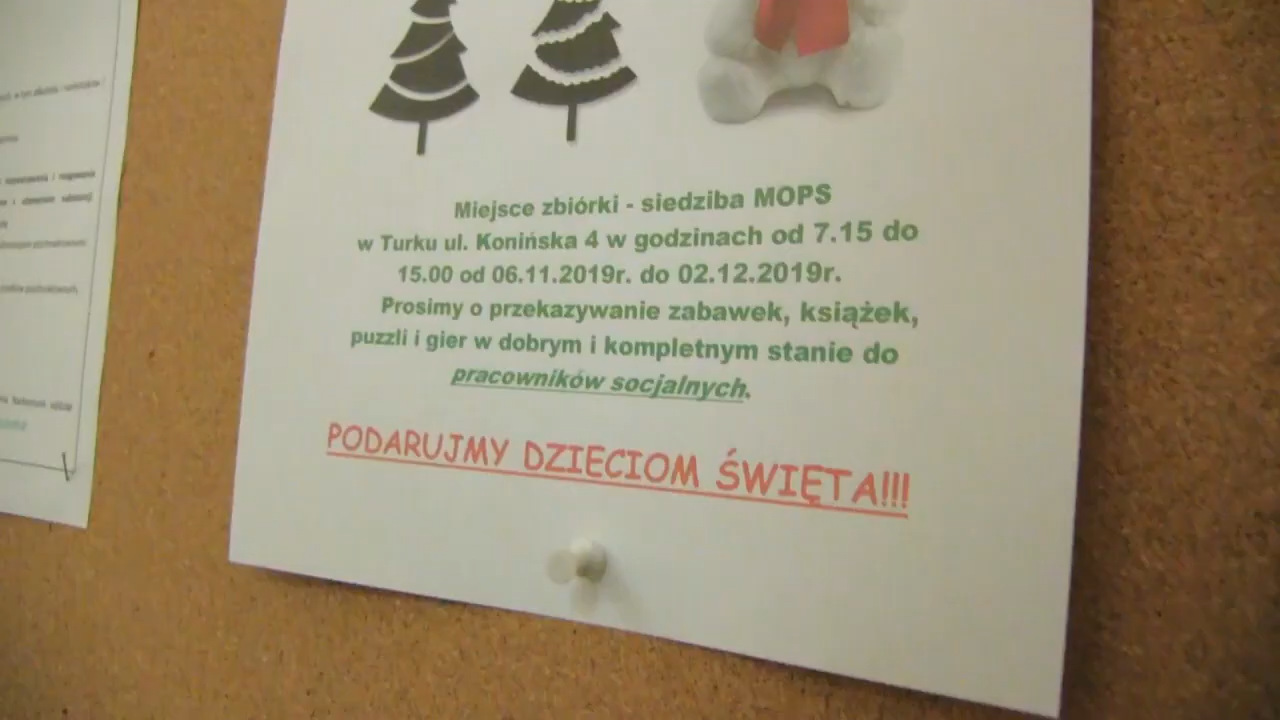 Miejsce zbiórki - siedziba MOPS
w Turku ul. Konińska 4 w godzinach od 7.15 do
15.00 od 06.11.2019r. do 02.12.2019r.
Prosimy o przekazywanie zabawek, książek,
puzzli i gier w dobrym i kompletnym stanie do
pracowników socjalnych.
PODARUJMY DZIECIOM ŚWIĘTA!!!